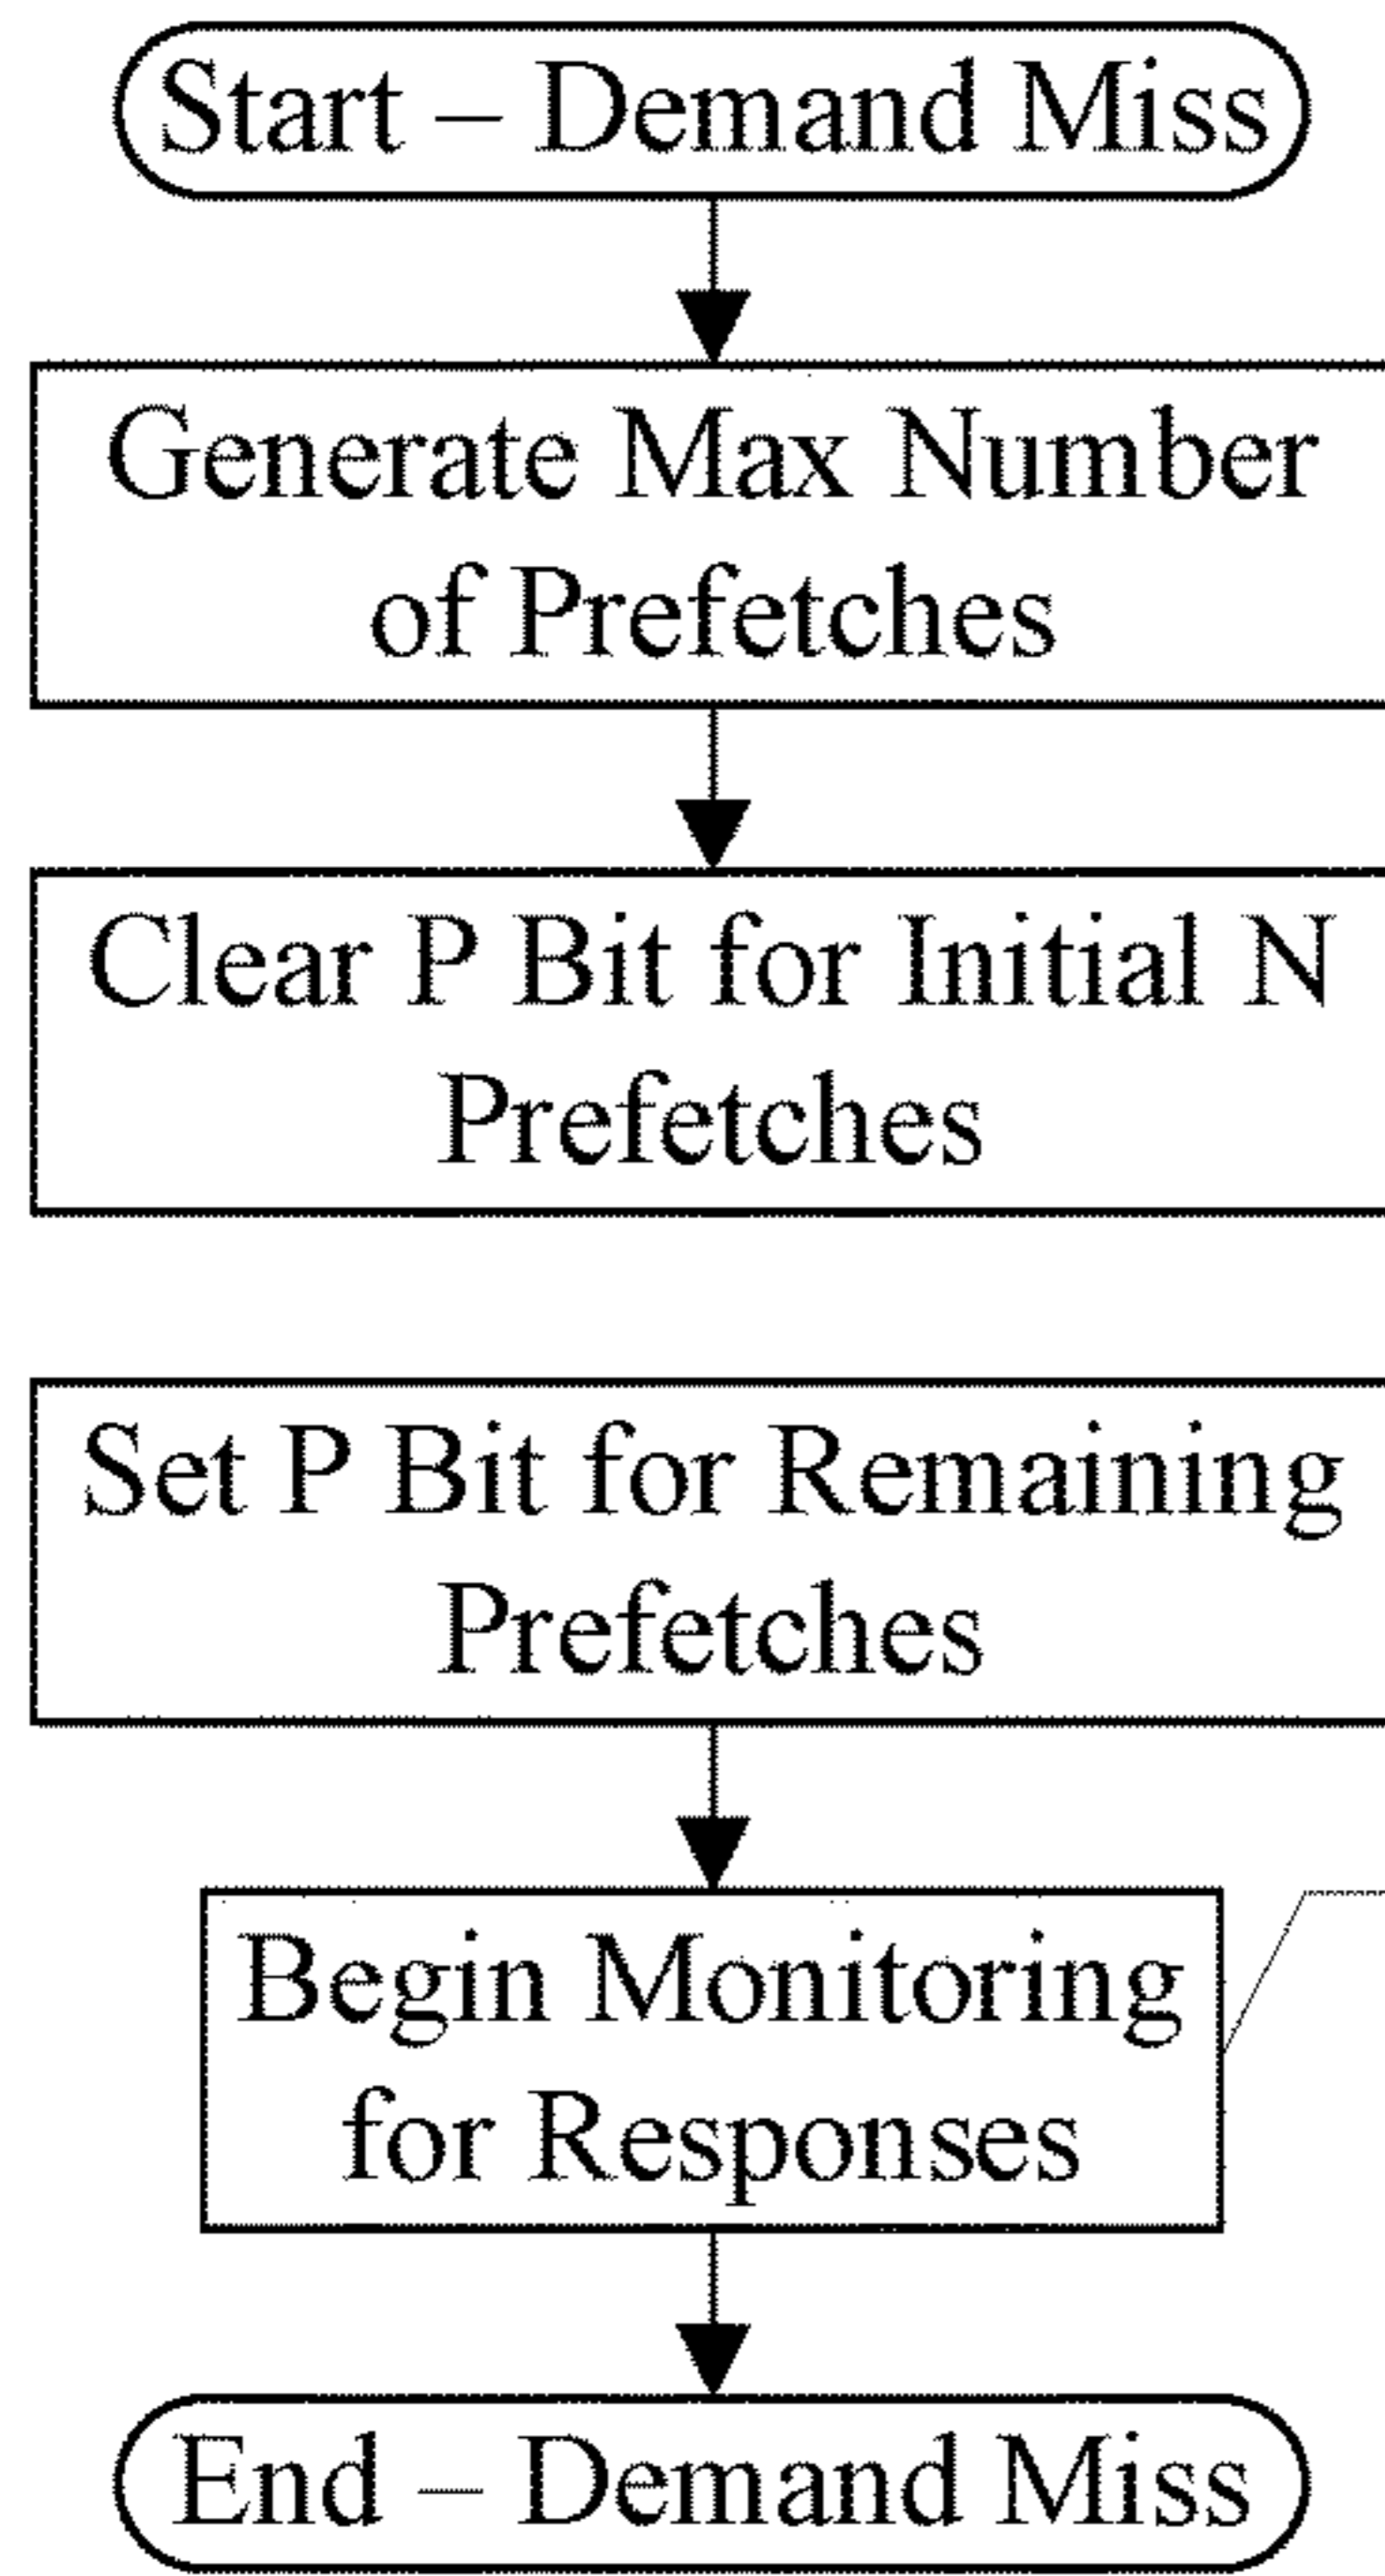 Start – Demand Miss
Generate Max Number
of Prefetches
Clear P Bit for Initial N
Prefetches
Set P Bit for Remaining
Prefetches
Begin Monitoring
for Responses
End – Demand Miss